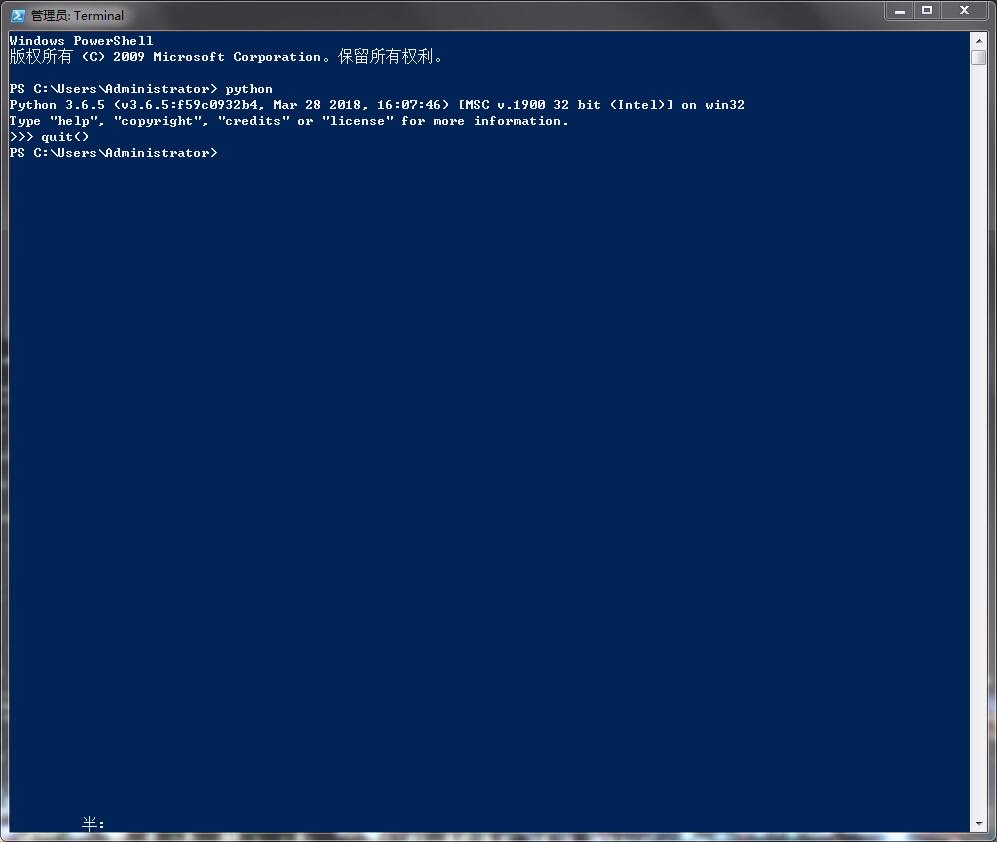 管理员: Terminal
Windows PowerShell
版权所有 (C) 2009 Microsoft Corporation。保留所有权利。
PS C:\Users\Administrator> python
Python 3.6.5 (v3.6.5:f59c0932b4, Mar 28 2018, 16:07:46) [MSC v.1900 32 bit (Intel)] on win32
Type "help", "copyright", "credits" or "license" for more information.
>>> quit()
PS C:\Users\Administrator>
半: